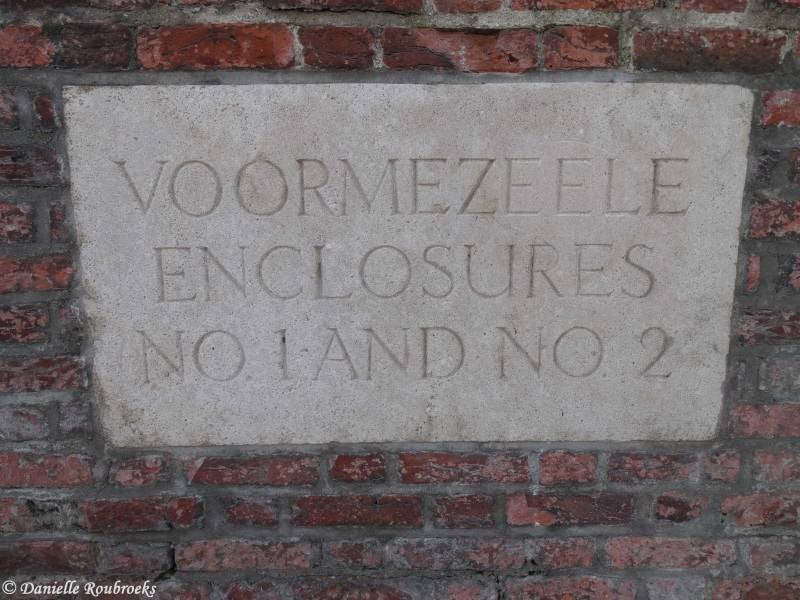 VOORMEZEELE
ENCLOSURES
NO. 1 AND NO. 2
© Danielle Roubroeks